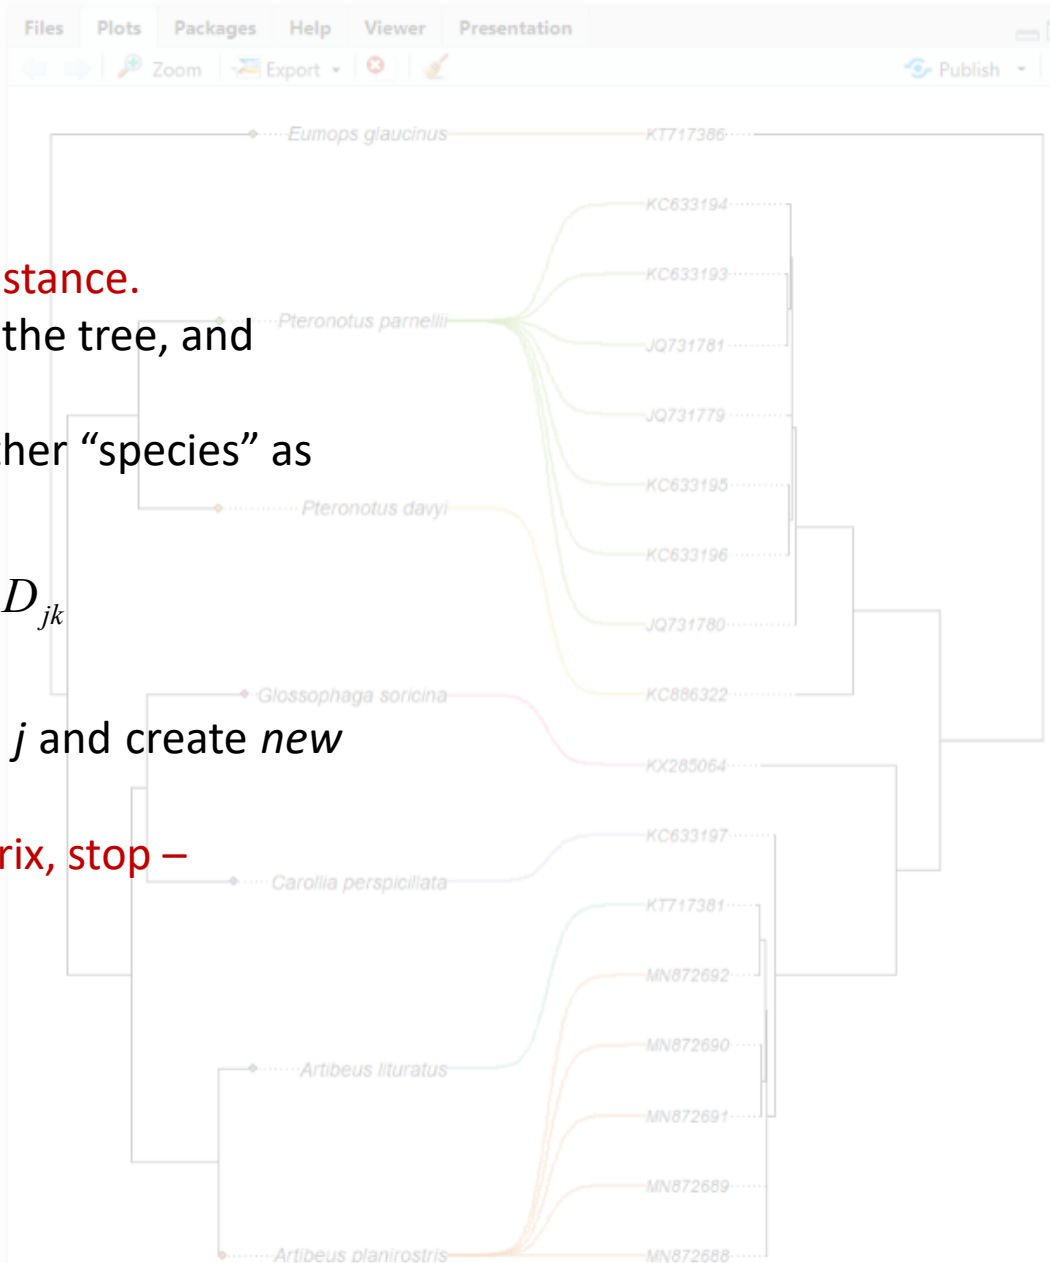 Files Plots Packages Help Viewer Presentation
Zoom Export Publish
Eumops glaucinus KT717386
KC633194
stance.
KC633193
Pteronotus parnellii
the tree, and
JQ731781
JQ731779
ther “species” as
KC633195
Pteronotus davyi
KC633196
D jk
JQ731780
Glossophaga soricina KC886322
j and create new
KX285064
KC633197
rix, stop –
Carollia perspicillata
KT717381
MN872692
MN872690
Artibeus lituratus
MN872691
MN872689
Artibeus planirostris MN872688